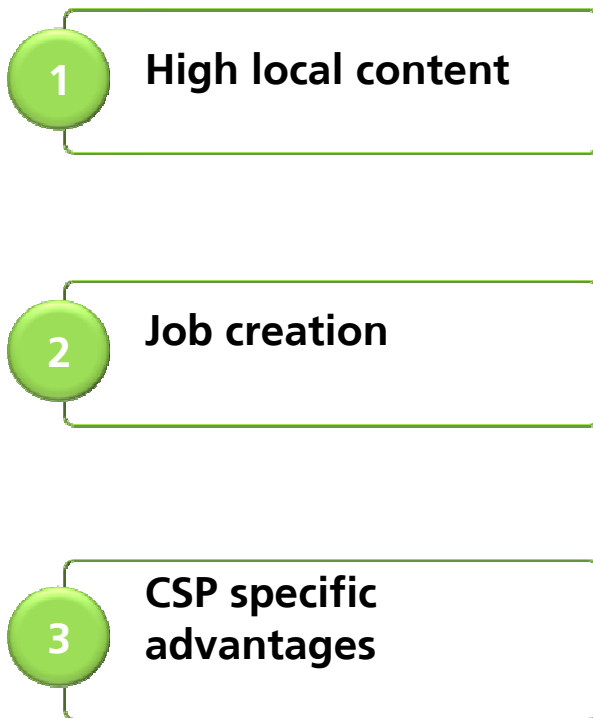 1
High local content
2
Job creation
3
CSP specific
advantages